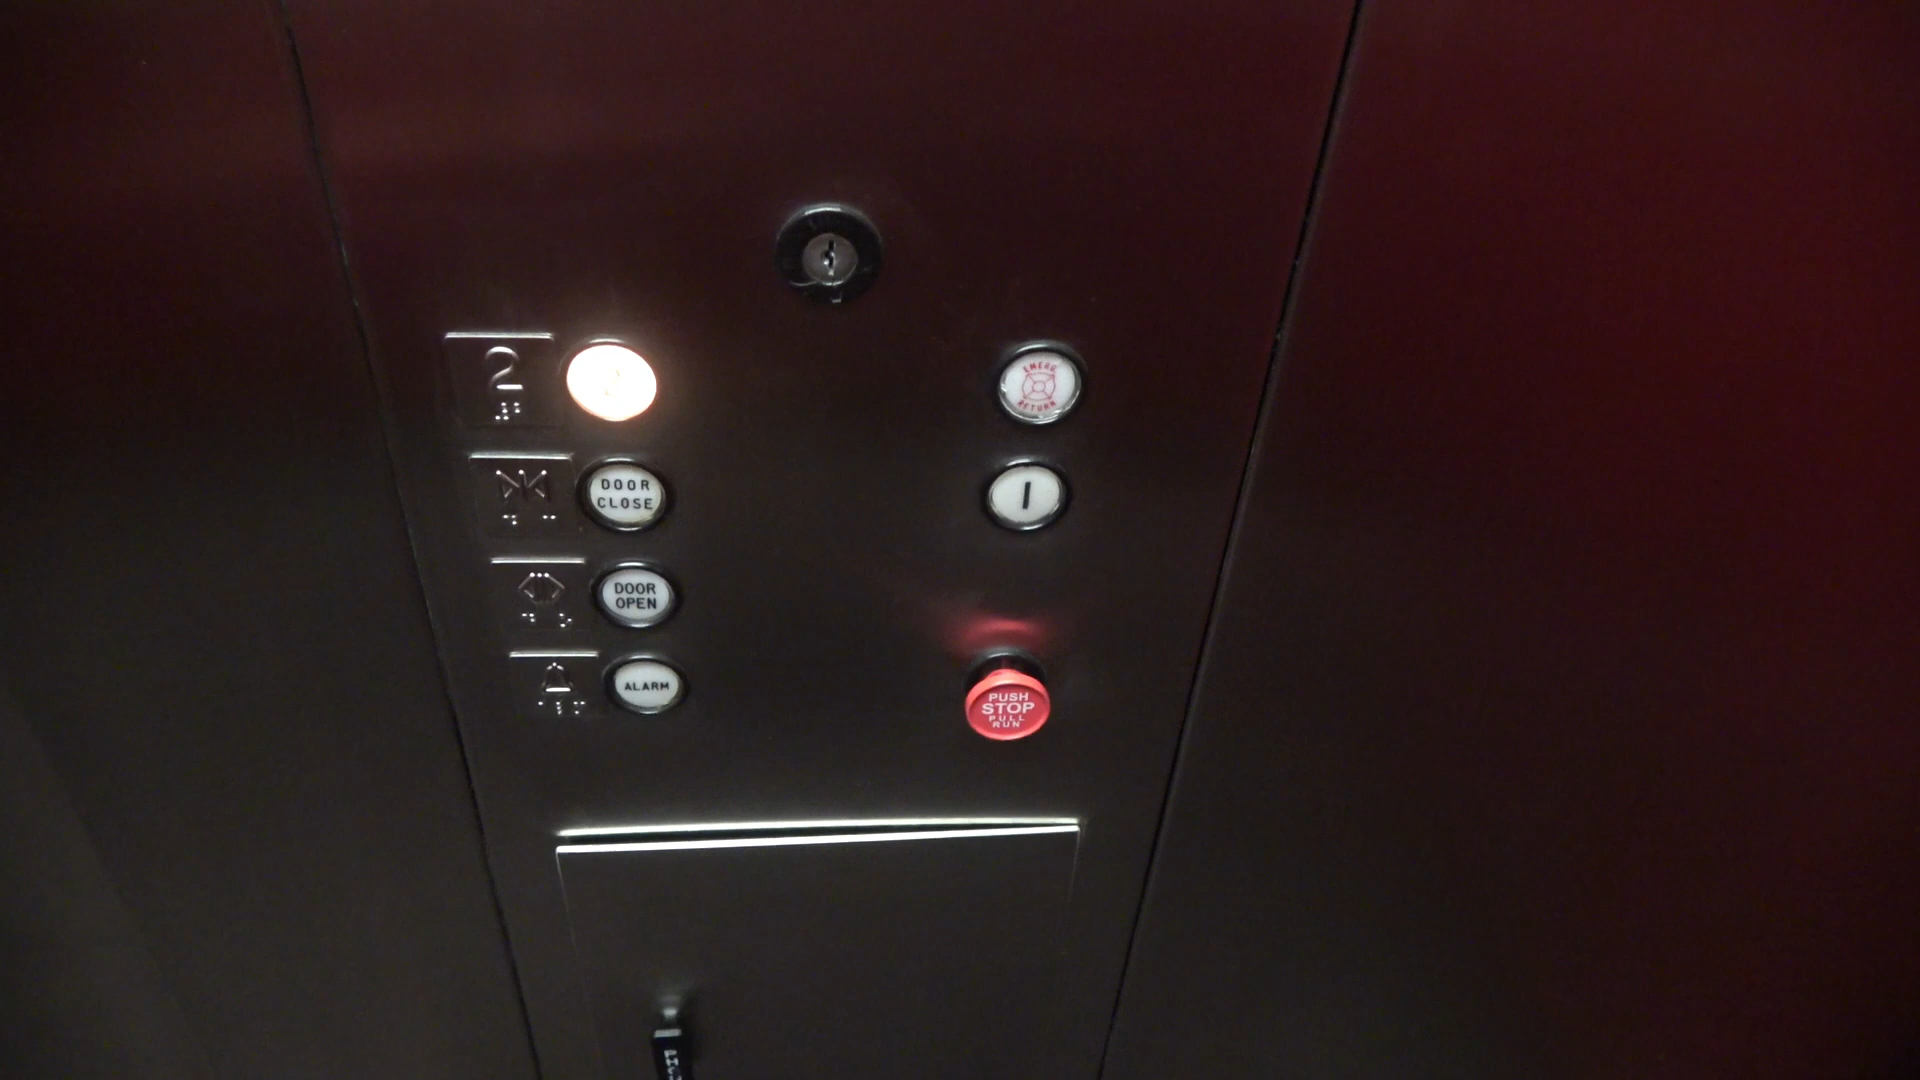 2
DOOR
CLOSE
DOOR
OPEN
ALARM
EMERG.
RETURN
1
PUSH
STOP
PULL
RUN